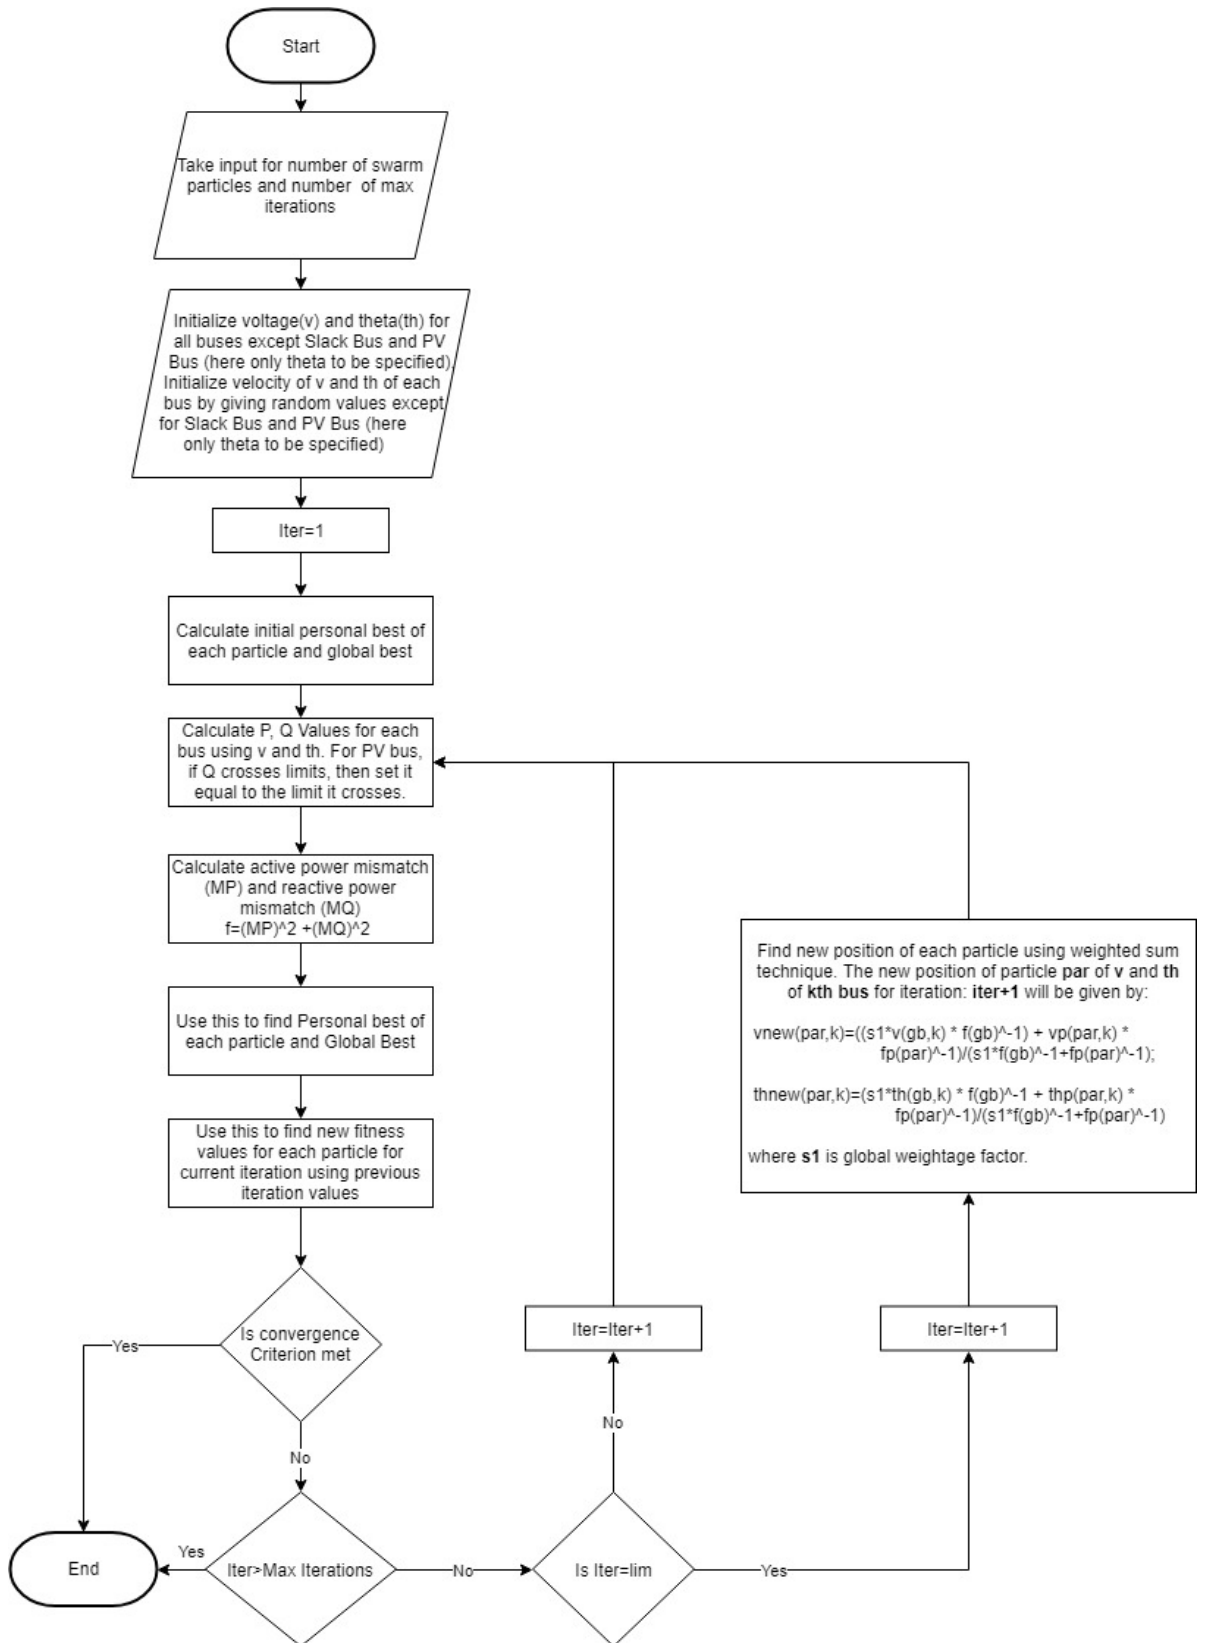 Start
Take input for number of swarm
particles and number of max
iterations
Initialize voltage(v) and theta(th) for
all buses except Slack Bus and PV
Bus (here only theta to be specified)
Initialize velocity of v and th of each
bus by giving random values except
for Slack Bus and PV Bus (here
only theta to be specified)
Iter=1
Calculate initial personal best of
each particle and global best
Calculate P, Q Values for each
bus using v and th. For PV bus,
if Q crosses limits, then set it
equal to the limit it crosses.
Calculate active power mismatch
(MP) and reactive power
mismatch (MQ)
f=(MP)^2 +(MQ)^2
Use this to find Personal best of
each particle and Global Best
Use this to find new fitness
values for each particle for
current iteration using previous
iteration values
Is convergence
Criterion met
Yes
No
Iter>Max Iterations
Yes
End
No
Is Iter=lim
No
Iter=Iter+1
Yes
Iter=Iter+1
Find new position of each particle using weighted sum
technique. The new position of particle par of v and th
of kth bus for iteration: iter+1 will be given by:
vnew(par,k)=((s1*v(gb,k) * f(gb)^-1) + vp(par,k) *
fp(par)^-1)/(s1*f(gb)^-1+fp(par)^-1);
thnew(par,k)=(s1*th(gb,k) * f(gb)^-1 + thp(par,k) *
fp(par)^-1)/(s1*f(gb)^-1+fp(par)^-1)
where s1 is global weightage factor.